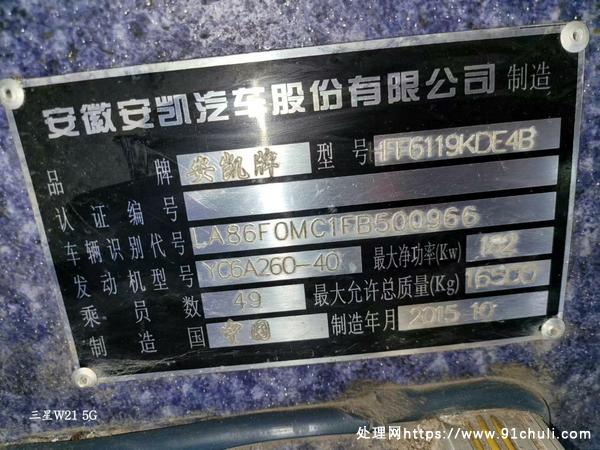 安徽安凯汽车股份有限公司 制造
品牌 安凯牌 型号 HFF6119KDE4B
认证编号
车辆识别代号 LA86F0MC1FB500966
发动机型号 YC6A260-40 最大净功率(Kw) 182
乘员数 49 最大允许总质量(Kg) 16500
制造国 中国 制造年月 2015 10
三星W21 5G
处理网https://www.91chuli.com/